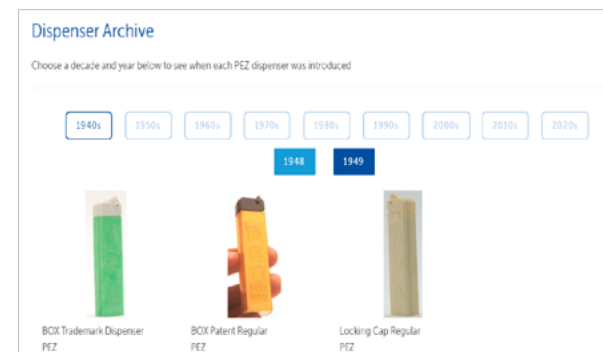 Dispenser Archive
Choose a decade and year below to see when each PEZ dispenser was introduced
1940s 1950s 1960s 1970s 1980s 1990s 2000s 2010s 2020s
1948 1949
BOX Trademark Dispenser BOX Patent Regular Locking Cap Regular
PEZ PEZ PEZ